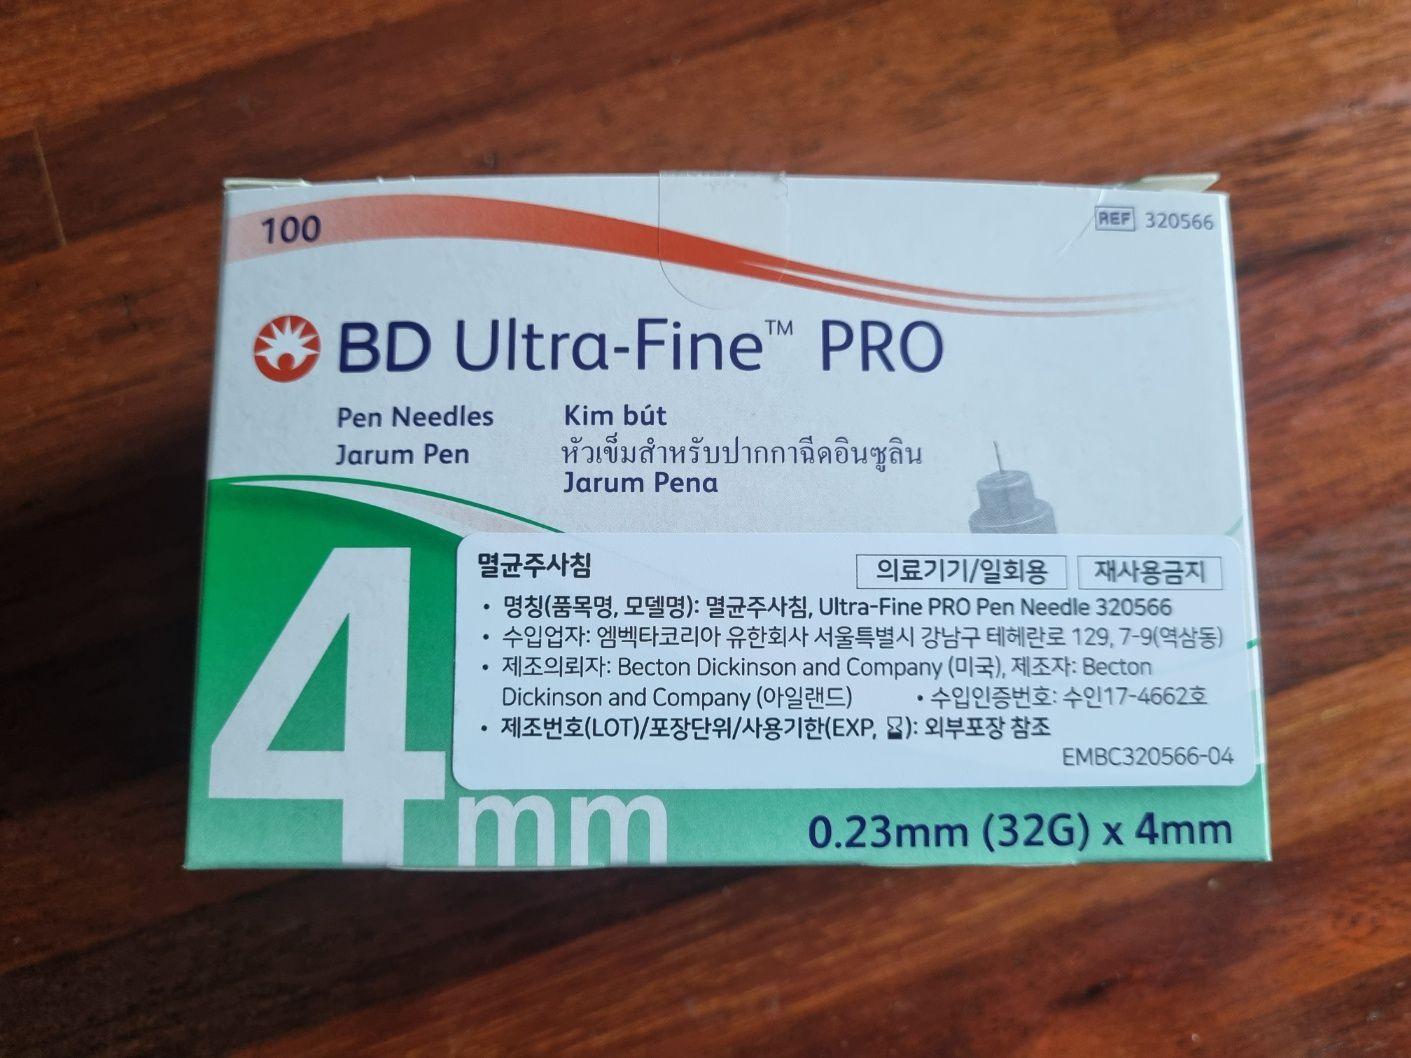 100
REF 320566
BD Ultra-Fine™ PRO
Pen Needles
Jarum Pen
Kim bút
หัวเข็มสำหรับปากกาฉีดอินซูลิน
Jarum Pena
멸균주사침
의료기기/일회용
재사용금지
• 명칭(품목명, 모델명): 멸균주사침, Ultra-Fine PRO Pen Needle 320566
• 수입업자: 엠벡타코리아 유한회사 서울특별시 강남구 테헤란로 129, 7-9(역삼동)
• 제조의뢰자: Becton Dickinson and Company (미국), 제조자: Becton
Dickinson and Company (아일랜드) • 수입인증번호: 수인17-4662호
• 제조번호(LOT)/포장단위/사용기한(EXP, ⌛): 외부포장 참조
EMBC320566-04
4mm
0.23mm (32G) x 4mm